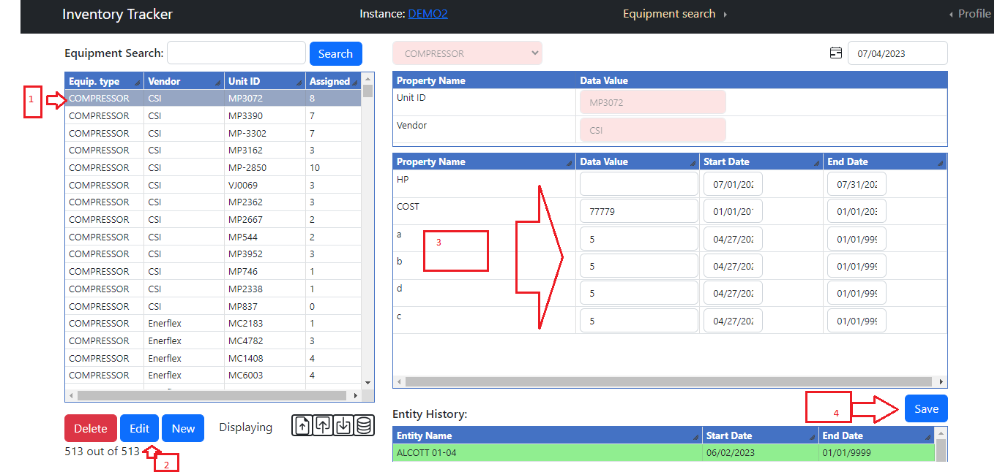 Inventory Tracker Instance: DEMO2 Equipment search Profile
Equipment Search: Search
Equip. type Vendor Unit ID Assigned
COMPRESSOR CSI MP3072 8
COMPRESSOR CSI MP3390 7
COMPRESSOR CSI MP-3302 7
COMPRESSOR CSI MP3162 3
COMPRESSOR CSI MP-2850 10
COMPRESSOR CSI VJ0069 3
COMPRESSOR CSI MP2362 3
COMPRESSOR CSI MP2667 2
COMPRESSOR CSI MP544 2
COMPRESSOR CSI MP3952 3
COMPRESSOR CSI MP746 1
COMPRESSOR CSI MP2338 1
COMPRESSOR CSI MP837 0
COMPRESSOR Enerflex MC2183 1
COMPRESSOR Enerflex MC4782 3
COMPRESSOR Enerflex MC1408 4
COMPRESSOR Enerflex MC6003 4
1
Delete Edit New Displaying
513 out of 513
2
COMPRESSOR 07/04/2023
Property Name Data Value
Unit ID MP3072
Vendor CSI
Property Name Data Value Start Date End Date
HP 07/01/202 07/31/202
COST 77779 01/01/201 01/01/203
a 5 04/27/202 01/01/999
b 5 04/27/202 01/01/999
d 5 04/27/202 01/01/999
c 5 04/27/202 01/01/999
3
4
Save
Entity History:
Entity Name Start Date End Date
ALCOTT 01-04 06/02/2023 01/01/9999